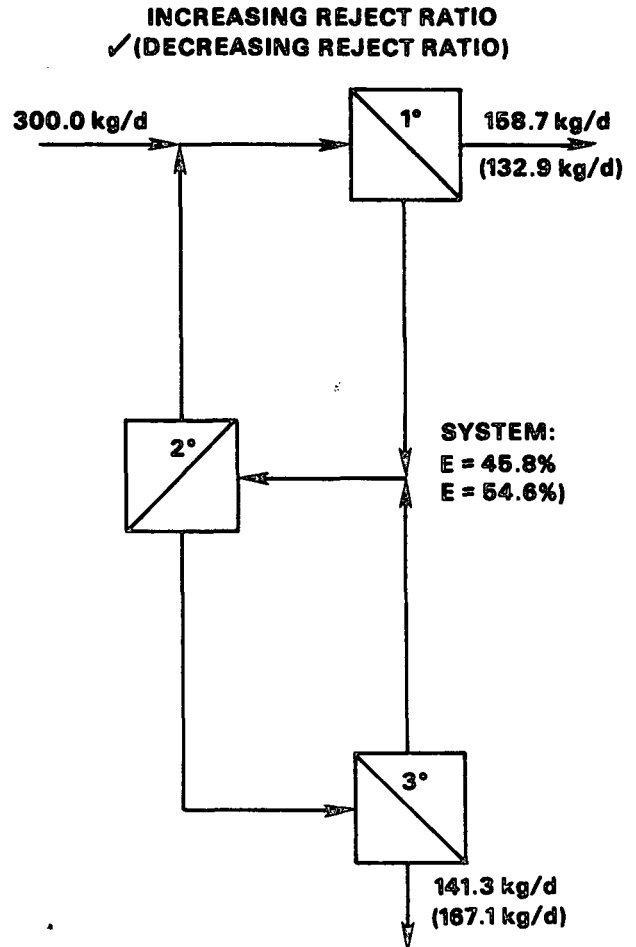 INCREASING REJECT RATIO
✓(DECREASING REJECT RATIO)
300.0 kg/d
1°
158.7 kg/d
(132.9 kg/d)
2°
SYSTEM:
E = 45.8%
E = 54.6%)
3°
141.3 kg/d
(167.1 kg/d)